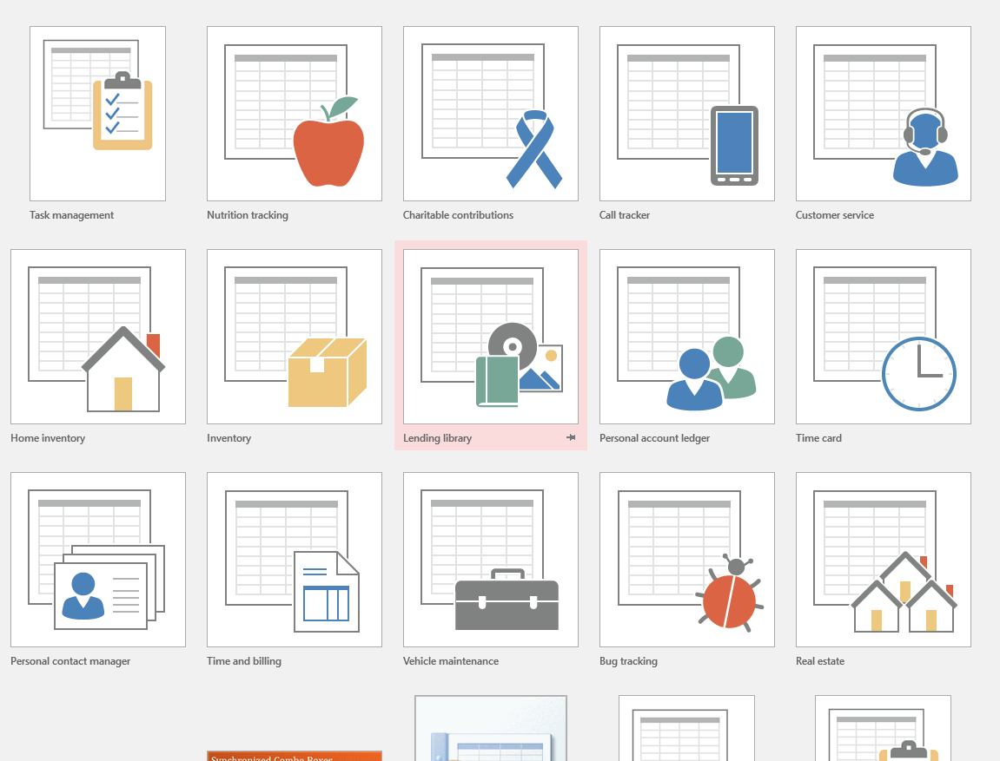 Task management
Nutrition tracking
Charitable contributions
Call tracker
Customer service
Home inventory
Inventory
Lending library
Personal account ledger
Time card
Personal contact manager
Time and billing
Vehicle maintenance
Bug tracking
Real estate
Synchronized Combo Boxes